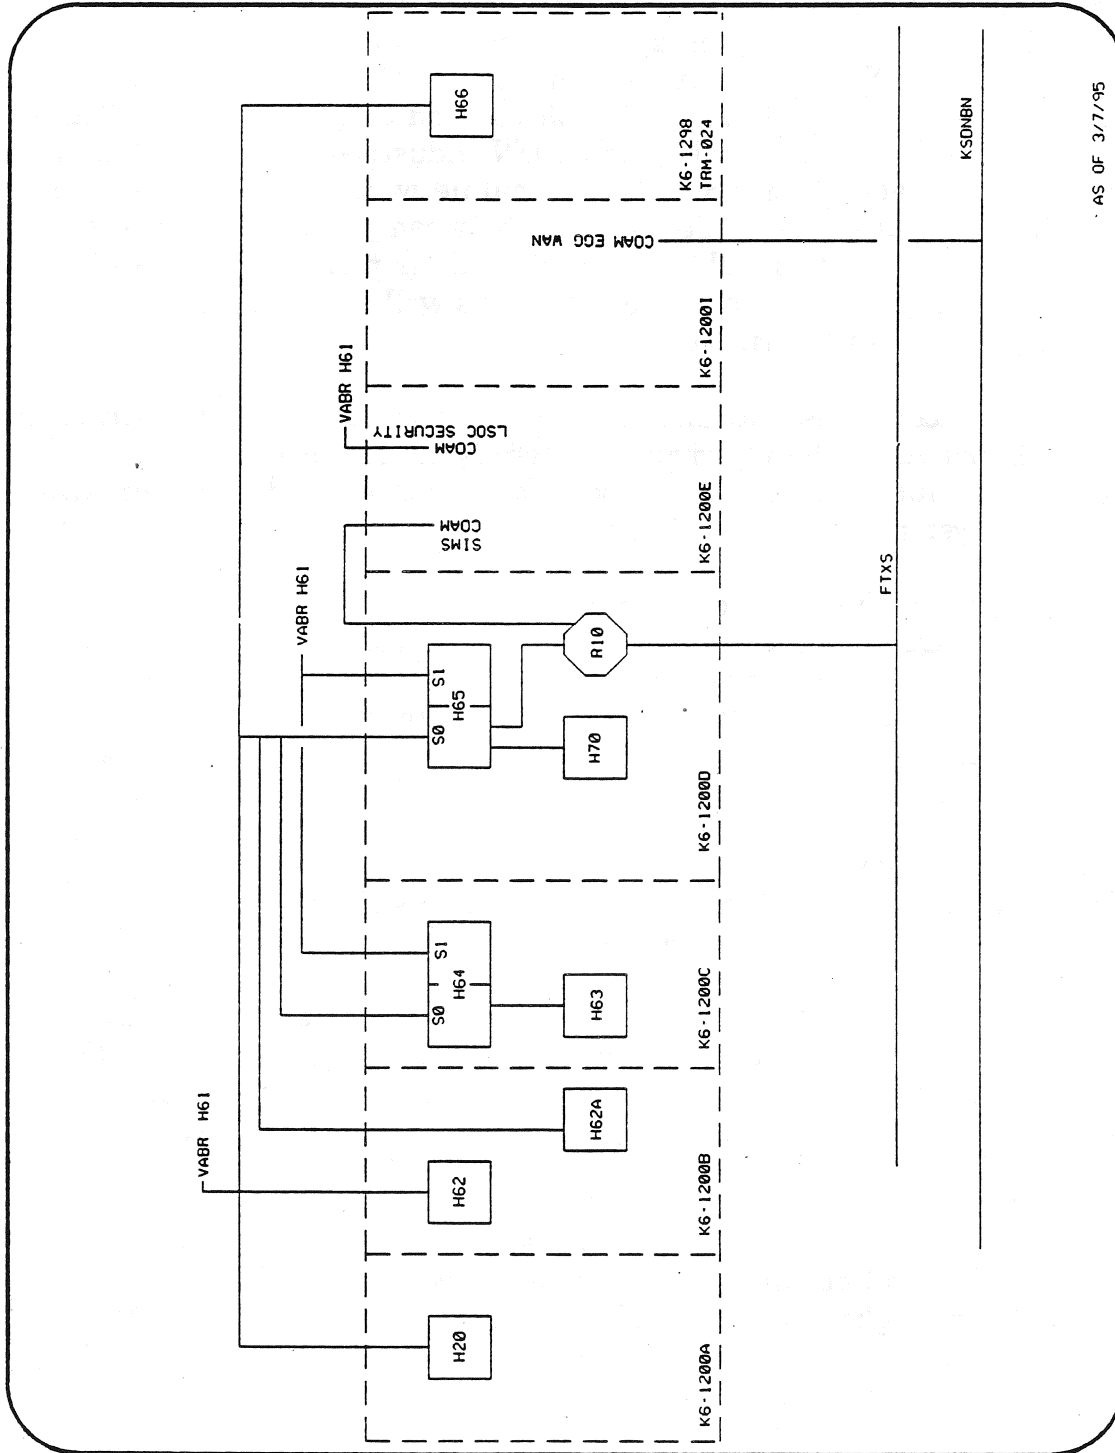 VABR H61
VABR H61
VABR H61
H20
H62
H62A
S0
S1
H64
H63
S0
S1
H65
H70
R10
SIMS
COAM
COAM
LSOC SECURITY
COAM EGG WAN
H66
K6-1200A
K6-1200B
K6-1200C
K6-1200D
K6-1200E
K6-1200I
K6-1298
TRM-024
FTXS
KSDNBN
AS OF 3/7/95